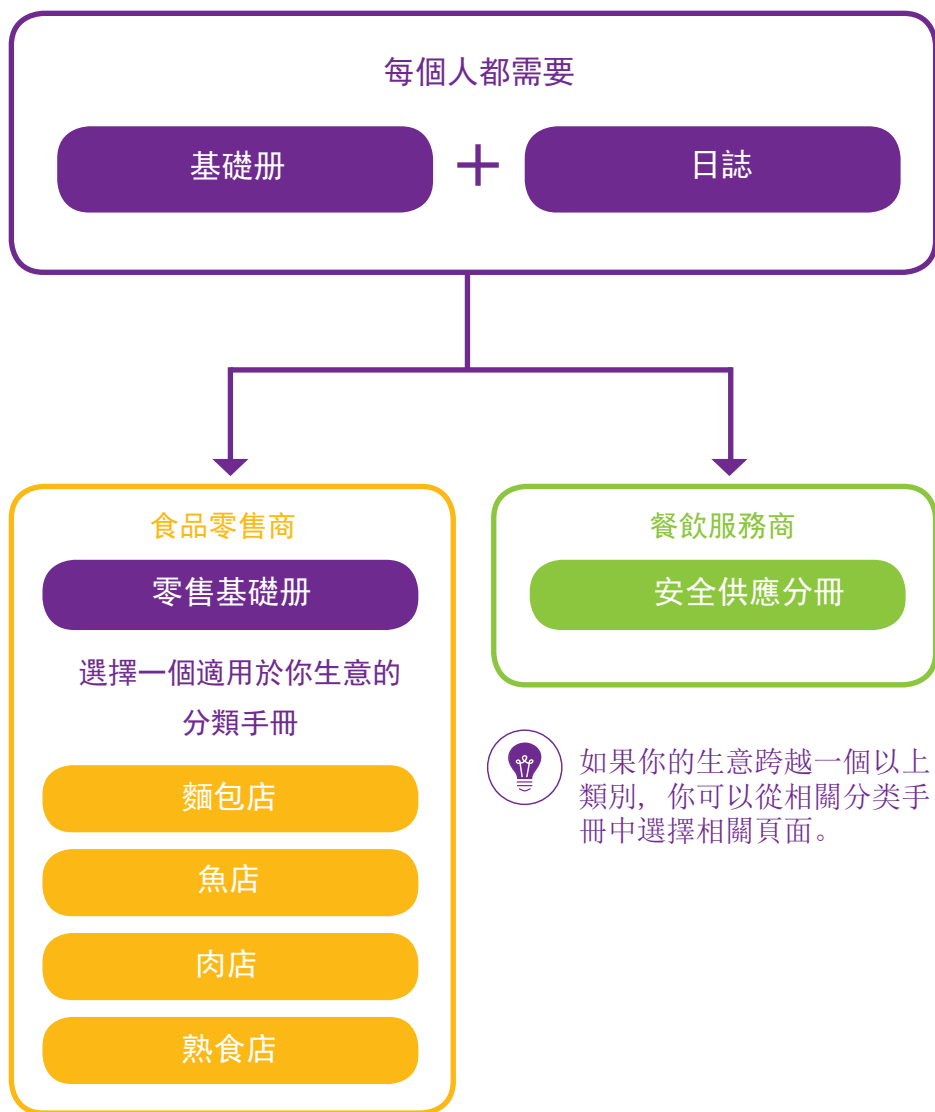 每個人都需要
基礎册
+
日誌
食品零售商
零售基礎册
選擇一個適用於你生意的
分類手冊
麵包店
魚店
肉店
熟食店
餐飲服務商
安全供應分冊
如果你的生意跨越一個以上
類別，你可以從相關分类手
冊中選擇相關頁面。